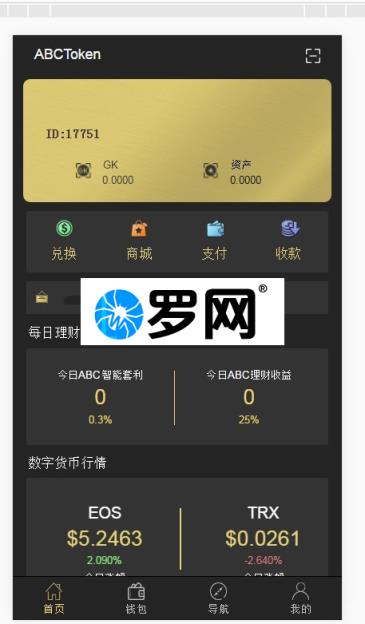 ABCToken
ID:17751
GK
0.0000
资产
0.0000
兑换
商城
支付
收款
罗网®
每日理财
今日ABC智能套利
0
0.3%
今日ABC理财收益
0
25%
数字货币行情
EOS
$5.2463
2.090%
TRX
$0.0261
-2.640%
首页
钱包
导航
我的